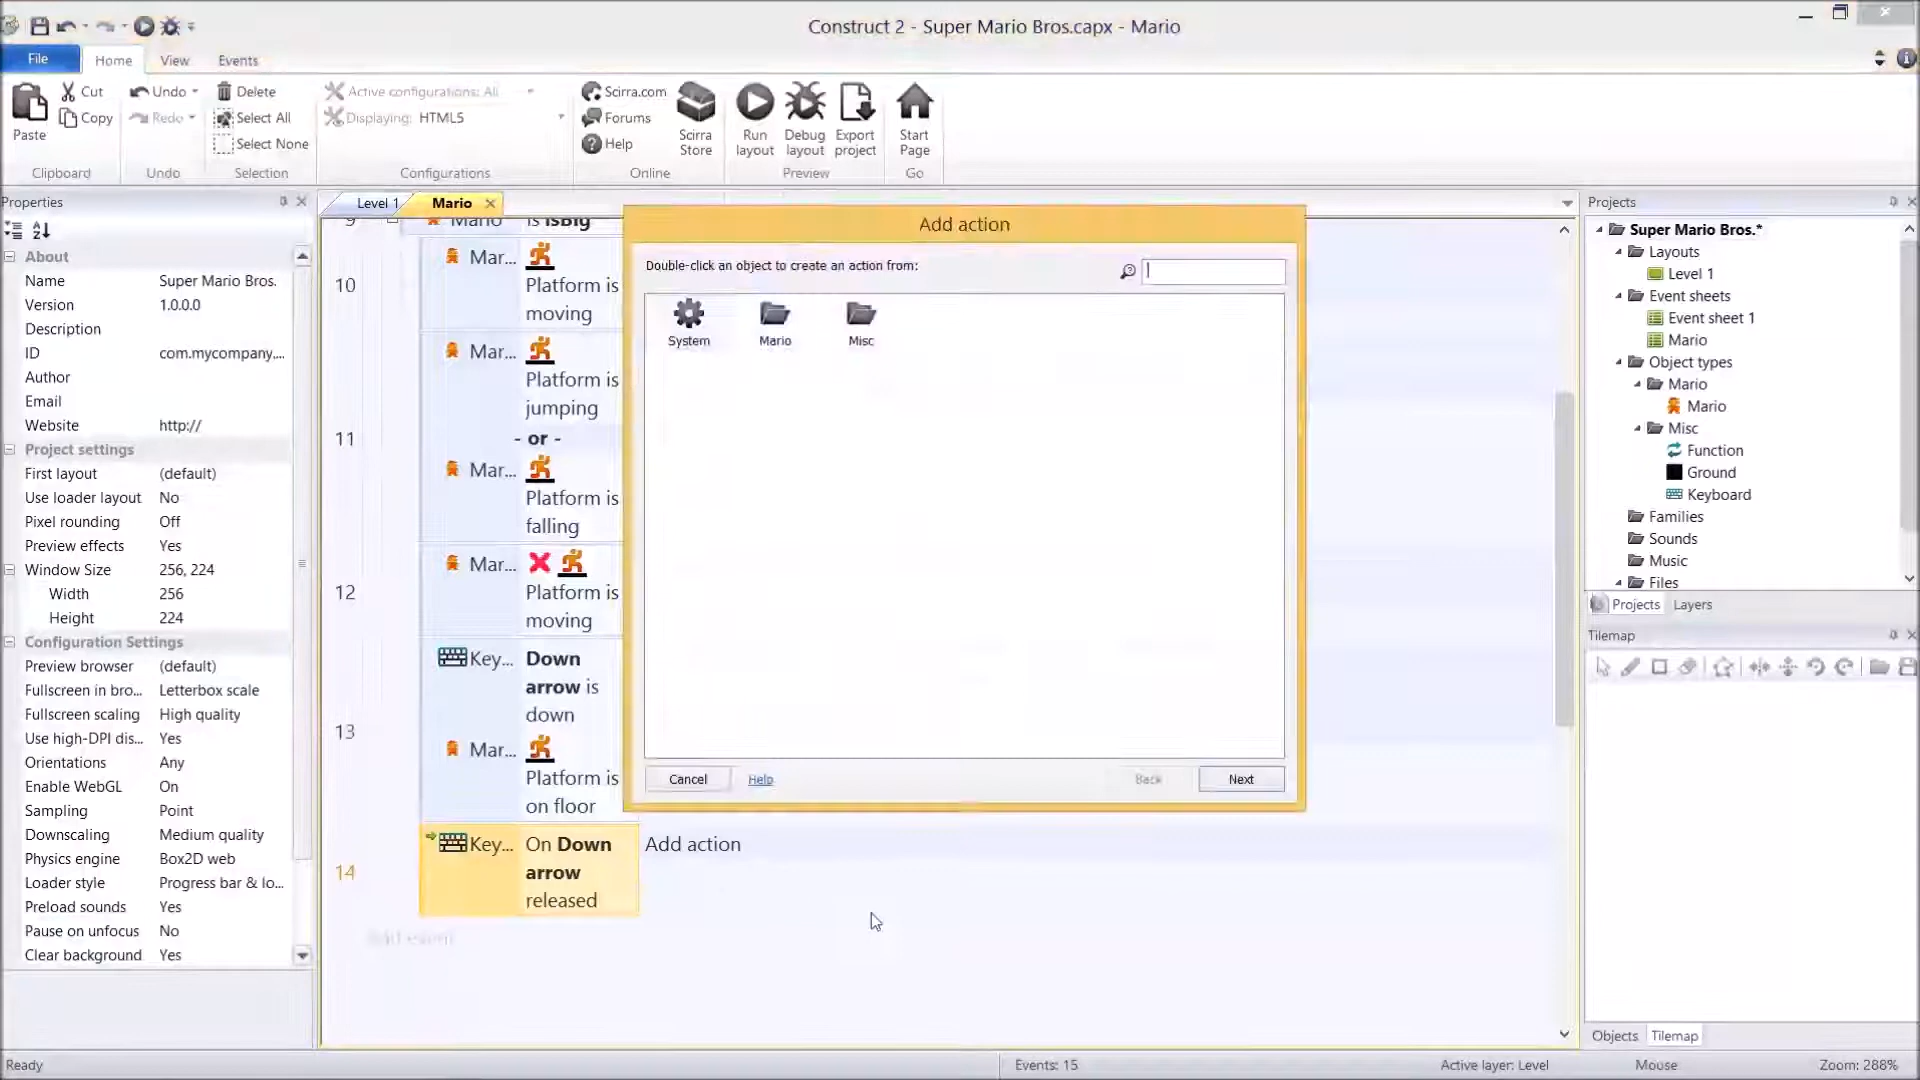 Construct 2 - Super Mario Bros.capx - Mario
File
Home
View
Events
Paste
Cut
Copy
Clipboard
Undo
Redo
Undo
Delete
Select All
Select None
Selection
Active configurations: All
Displaying: HTML5
Configurations
Scirra.com
Forums
Help
Scirra
Store
Online
Run
layout
Debug
layout
Export
project
Preview
Start
Page
Go
Properties
About
Name Super Mario Bros.
Version 1.0.0.0
Description
ID com.mycompany....
Author
Email
Website http://
Project settings
First layout (default)
Use loader layout No
Pixel rounding Off
Preview effects Yes
Window Size 256, 224
Width 256
Height 224
Configuration Settings
Preview browser (default)
Fullscreen in bro... Letterbox scale
Fullscreen scaling High quality
Use high-DPI dis... Yes
Orientations Any
Enable WebGL On
Sampling Point
Downscaling Medium quality
Physics engine Box2D web
Loader style Progress bar & lo...
Preload sounds Yes
Pause on unfocus No
Clear background Yes
Level 1
Mario
9 Mario is isBig
10 Mar...
Platform is
moving
11 Mar...
Platform is
jumping
- or -
Mar...
Platform is
falling
12 Mar...
Platform is
moving
13 Key... Down
arrow is
down
Mar...
Platform is
on floor
14 Key... On Down
arrow
released
Add action
Add event
Add action
Double-click an object to create an action from:
System
Mario
Misc
Cancel
Help
Back
Next
Projects
Super Mario Bros.*
Layouts
Level 1
Event sheets
Event sheet 1
Mario
Object types
Mario
Mario
Misc
Function
Ground
Keyboard
Families
Sounds
Music
Files
Projects
Layers
Tilemap
Objects
Tilemap
Ready
Events: 15
Active layer: Level
Mouse
Zoom: 288%